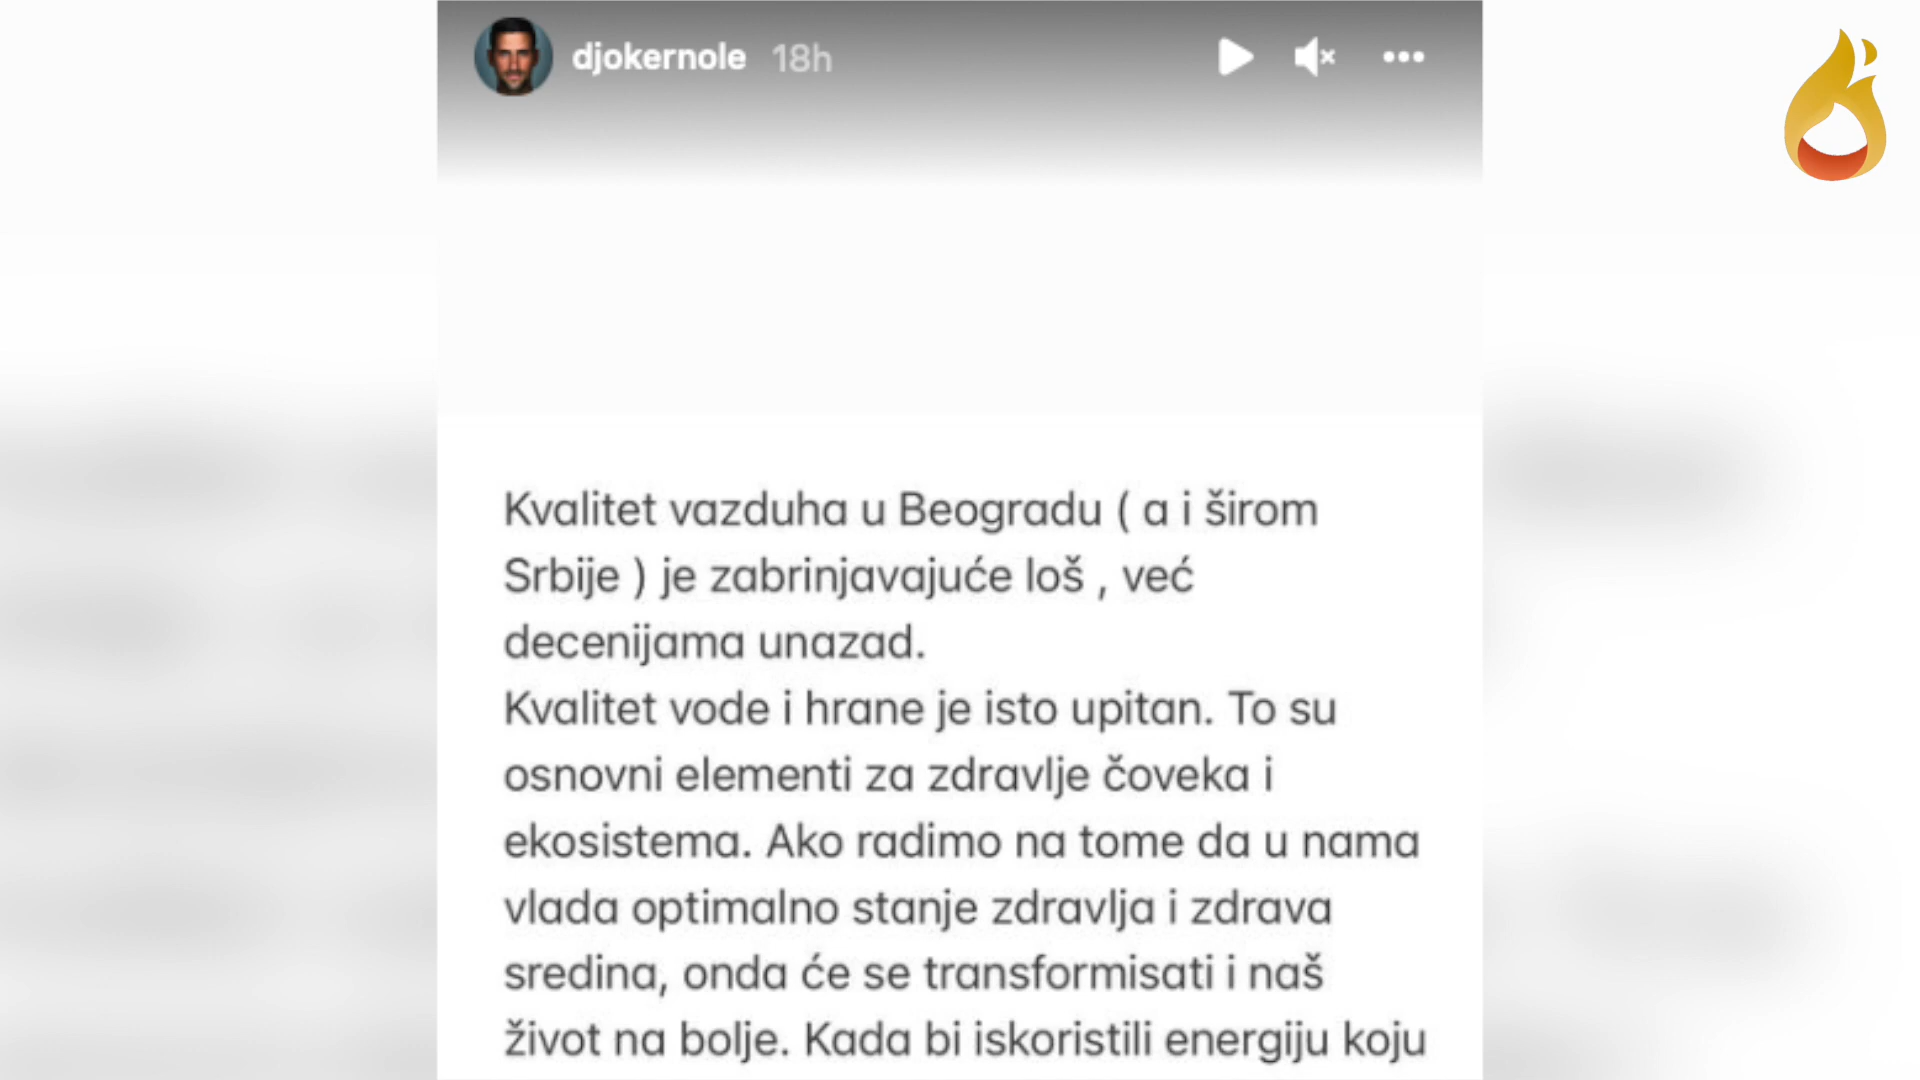 djokernole 18h
Kvalitet vazduha u Beogradu ( a i širom
Srbije ) je zabrinjavajuće loš , već
decenijama unazad.
Kvalitet vode i hrane je isto upitan. To su
osnovni elementi za zdravlje čoveka i
ekosistema. Ako radimo na tome da u nama
vlada optimalno stanje zdravlja i zdrava
sredina, onda će se transformisati i naš
život na bolje. Kada bi iskoristili energiju koju